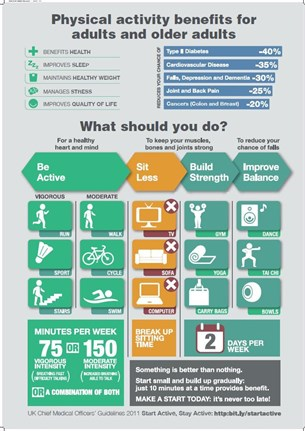 Physical activity benefits for
adults and older adults
BENEFITS HEALTH
IMPROVES SLEEP
MAINTAINS HEALTHY WEIGHT
MANAGES STRESS
IMPROVES QUALITY OF LIFE
REDUCES YOUR CHANCE OF
Type II Diabetes -40%
Cardiovascular Disease -35%
Falls, Depression and Dementia -30%
Joint and Back Pain -25%
Cancers (Colon and Breast) -20%
What should you do?
For a healthy
heart and mind
To keep your muscles,
bones and joints strong
To reduce your
chance of falls
Be
Active
Sit
Less
Build
Strength
Improve
Balance
VIGOROUS
MODERATE
RUN
WALK
TV
GYM
DANCE
SPORT
CYCLE
SOFA
YOGA
TAI CHI
STAIRS
SWIM
COMPUTER
CARRY BAGS
BOWLS
MINUTES PER WEEK
75 OR 150
VIGOROUS
INTENSITY
MODERATE
INTENSITY
OR A COMBINATION OF BOTH
BREAK UP
SITTING
TIME
2 DAYS PER
WEEK
Something is better than nothing.
Start small and build up gradually:
just 10 minutes at a time provides benefit.
MAKE A START TODAY: it's never too late!
UK Chief Medical Officers' Guidelines 2011 Start Active, Stay Active: http:bit.ly/startactive